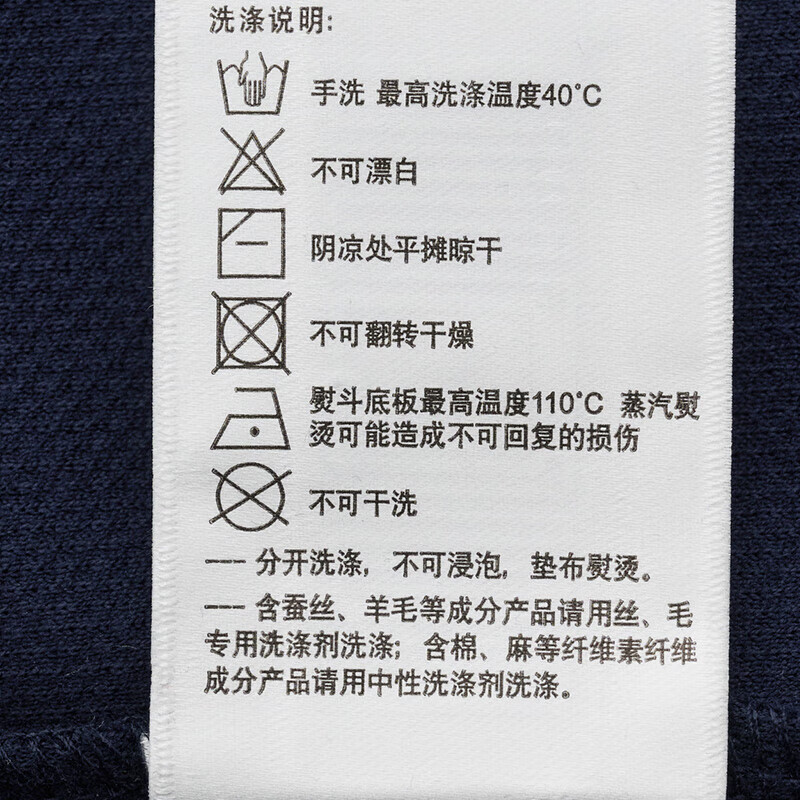 洗涤说明:
手洗 最高洗涤温度40°C
不可漂白
阴凉处平摊晾干
不可翻转干燥
熨斗底板最高温度110°C 蒸汽熨
烫可能造成不可回复的损伤
不可干洗
— 分开洗涤, 不可浸泡, 垫布熨烫。
— 含蚕丝、羊毛等成分产品请用丝、毛
专用洗涤剂洗涤; 含棉、麻等纤维素纤维
成分产品请用中性洗涤剂洗涤。